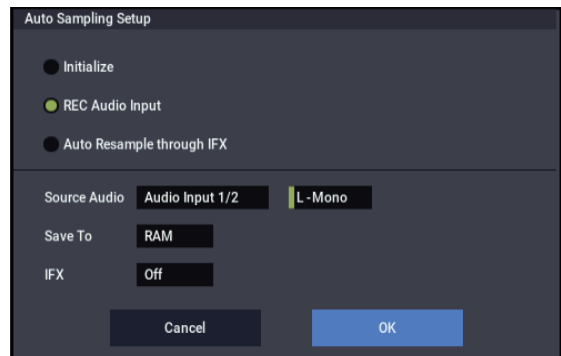 Auto Sampling Setup
Initialize
REC Audio Input
Auto Resample through IFX
Source Audio Audio Input 1/2 L-Mono
Save To RAM
IFX Off
Cancel OK